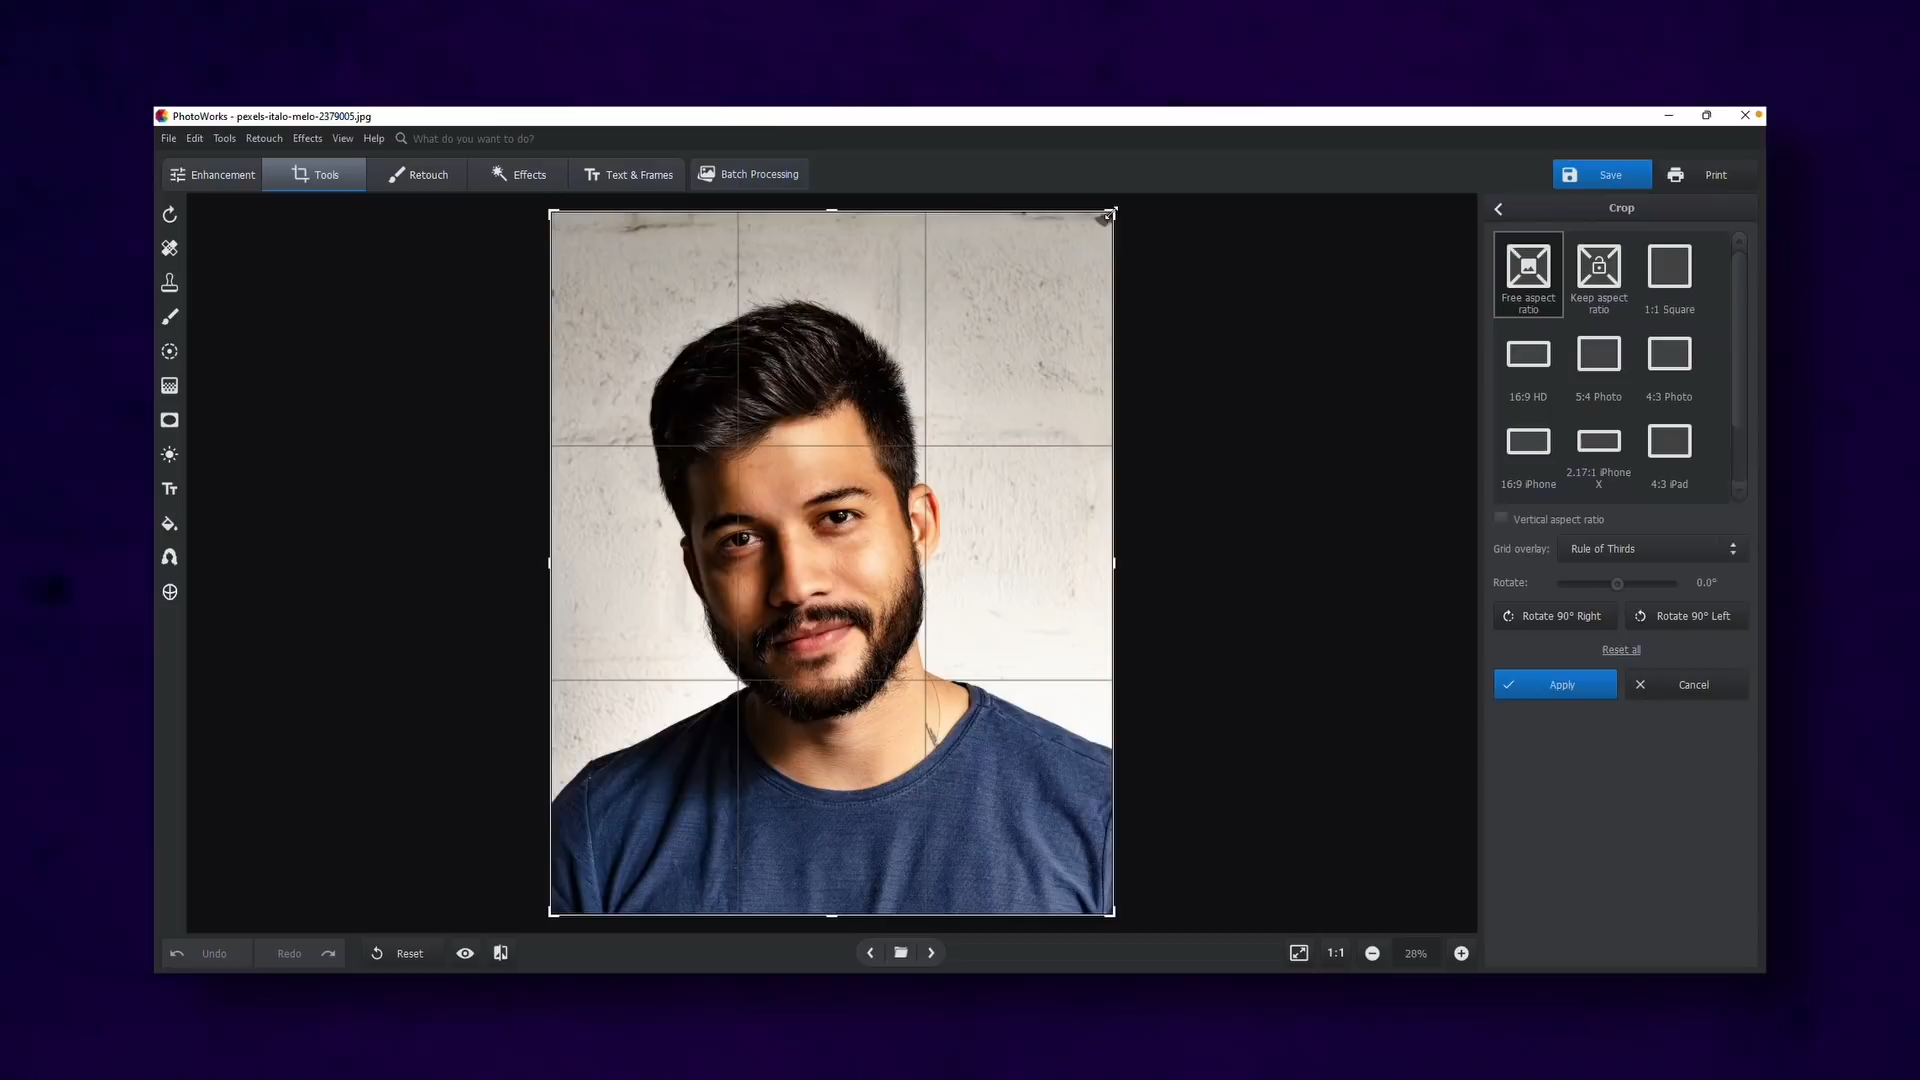 PhotoWorks - pexels-italo-melo-2379005.jpg
File Edit Tools Retouch Effects View Help What do you want to do?
Enhancement Tools Retouch Effects Text & Frames Batch Processing Save Print
Crop
Free aspect ratio
Keep aspect ratio
1:1 Square
16:9 HD 5:4 Photo 4:3 Photo
16:9 iPhone
2.17:1 iPhone X
4:3 iPad
Vertical aspect ratio
Grid overlay: Rule of Thirds
Rotate: 0.0°
Rotate 90° Right Rotate 90° Left
Reset all
Apply Cancel
Undo Redo Reset 1:1 28%